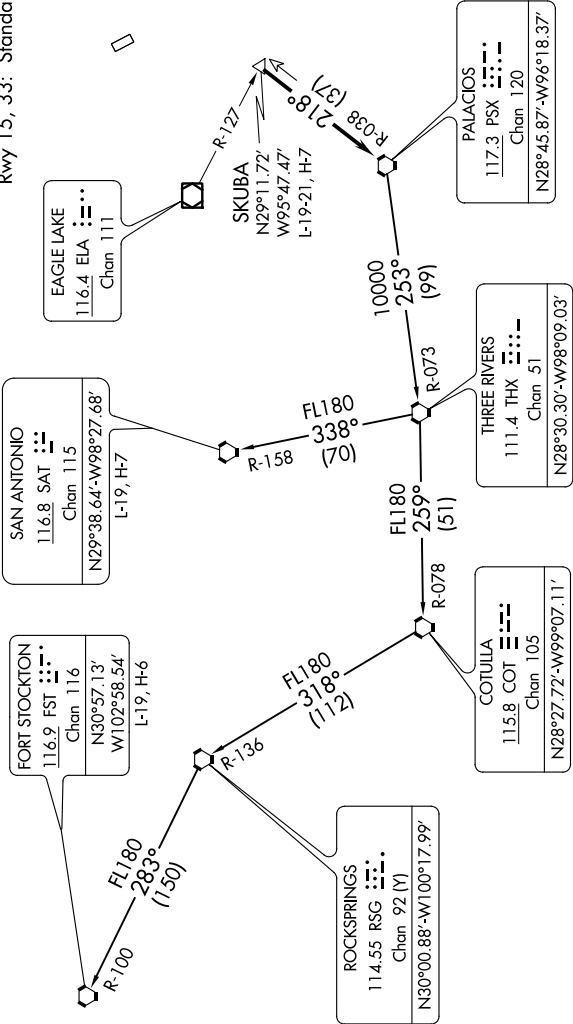 Rwy 15, 33: Standa
EAGLE LAKE
116.4 ELA
Chan 111
R-127
SKUBA
N29°11.72'
W95°47.47'
L-19-21, H-7
218°
(37)
R-038
PALACIOS
117.3 PSX
Chan 120
N28°45.87'-W96°18.37'
10000
253°
(99)
R-073
THREE RIVERS
111.4 THX
Chan 51
N28°30.30'-W98°09.03'
SAN ANTONIO
116.8 SAT
Chan 115
N29°38.64'-W98°27.68'
L-19, H-7
R-158
FL180
338°
(70)
FL180
259°
(51)
R-078
COTULLA
115.8 COT
Chan 105
N28°27.72'-W99°07.11'
FL180
318°
(112)
R-136
ROCKSPRINGS
114.55 RSG
Chan 92 (Y)
N30°00.88'-W100°17.99'
FL180
283°
(150)
R-100
FORT STOCKTON
116.9 FST
Chan 116
N30°57.13'
W102°58.54'
L-19, H-6